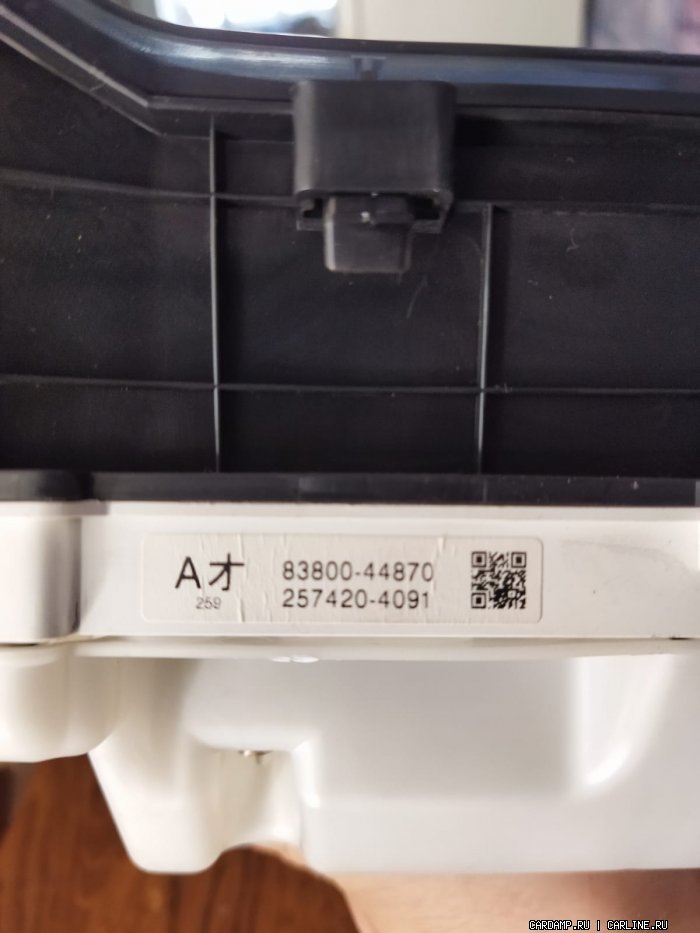 Aオ 83800-44870
259 257420-4091
CARDAMP.RU | CARLINE.RU